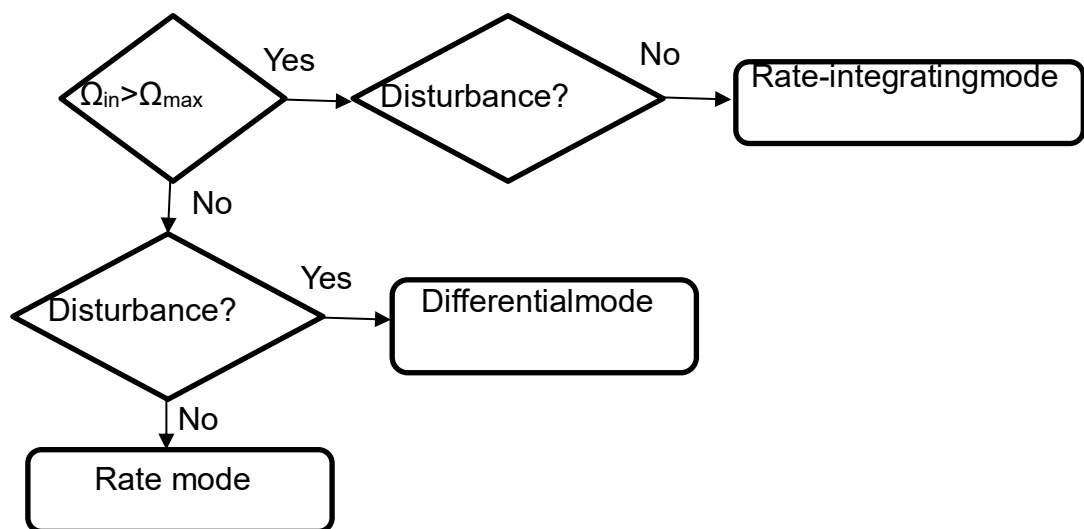 Yes
No
Ωin>Ωmax
Disturbance?
Rate-integratingmode
No
Disturbance?
Yes
Differentialmode
No
Rate mode